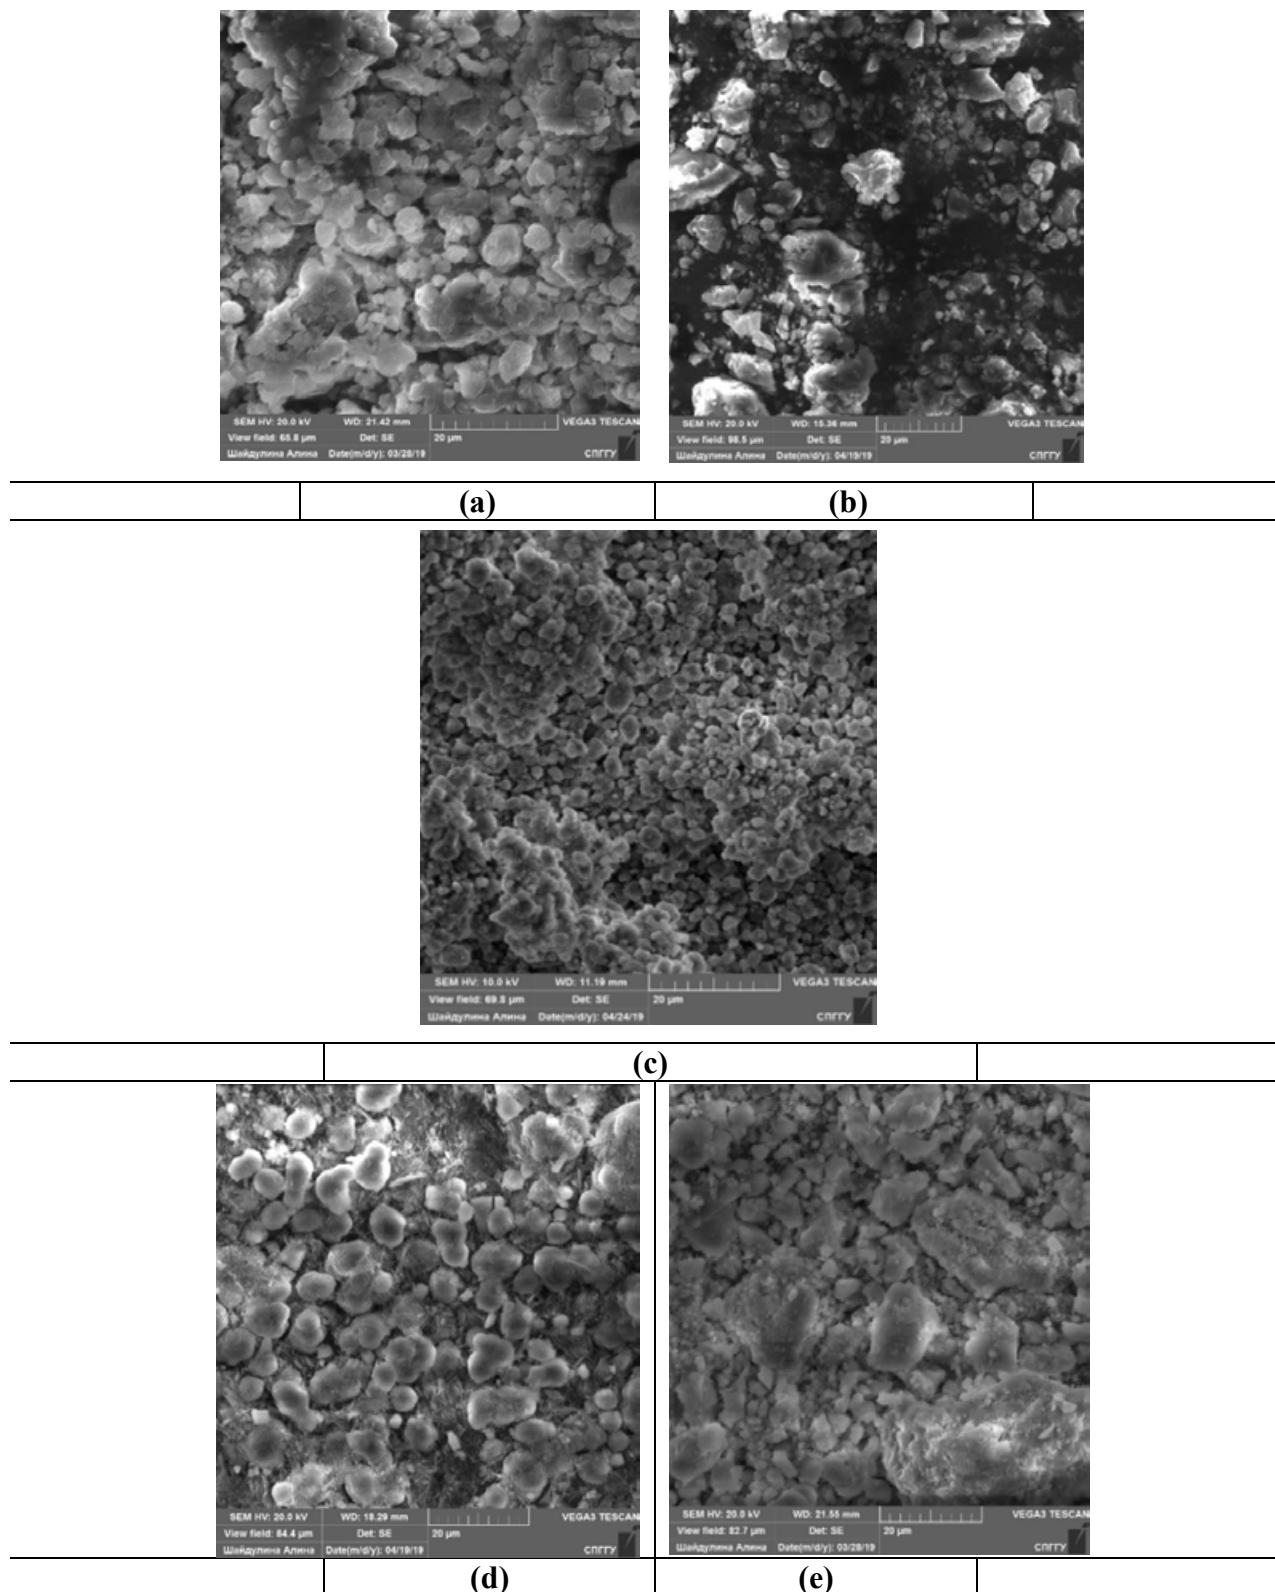 SEM HV: 20.0 kV WD: 21.42 mm VEGA3 TESCAN
View field: 65.8 µm Det: SE 20 µm
Шайдулина Алина Date(m/d/y): 03/28/19 СПГГУ
SEM HV: 20.0 kV WD: 15.36 mm VEGA3 TESCAN
View field: 98.5 µm Det: SE 20 µm
Шайдулина Алина Date(m/d/y): 04/19/19 СПГГУ
(a) (b)
SEM HV: 10.0 kV WD: 11.19 mm VEGA3 TESCAN
View field: 69.8 µm Det: SE 20 µm
Шайдулина Алина Date(m/d/y): 04/24/19 СПГГУ
(c)
SEM HV: 20.0 kV WD: 18.29 mm VEGA3 TESCAN
View field: 84.4 µm Det: SE 20 µm
Шайдулина Алина Date(m/d/y): 04/19/19 СПГГУ
SEM HV: 20.0 kV WD: 21.55 mm VEGA3 TESCAN
View field: 82.7 µm Det: SE 20 µm
Шайдулина Алина Date(m/d/y): 03/28/19 СПГГУ
(d) (e)